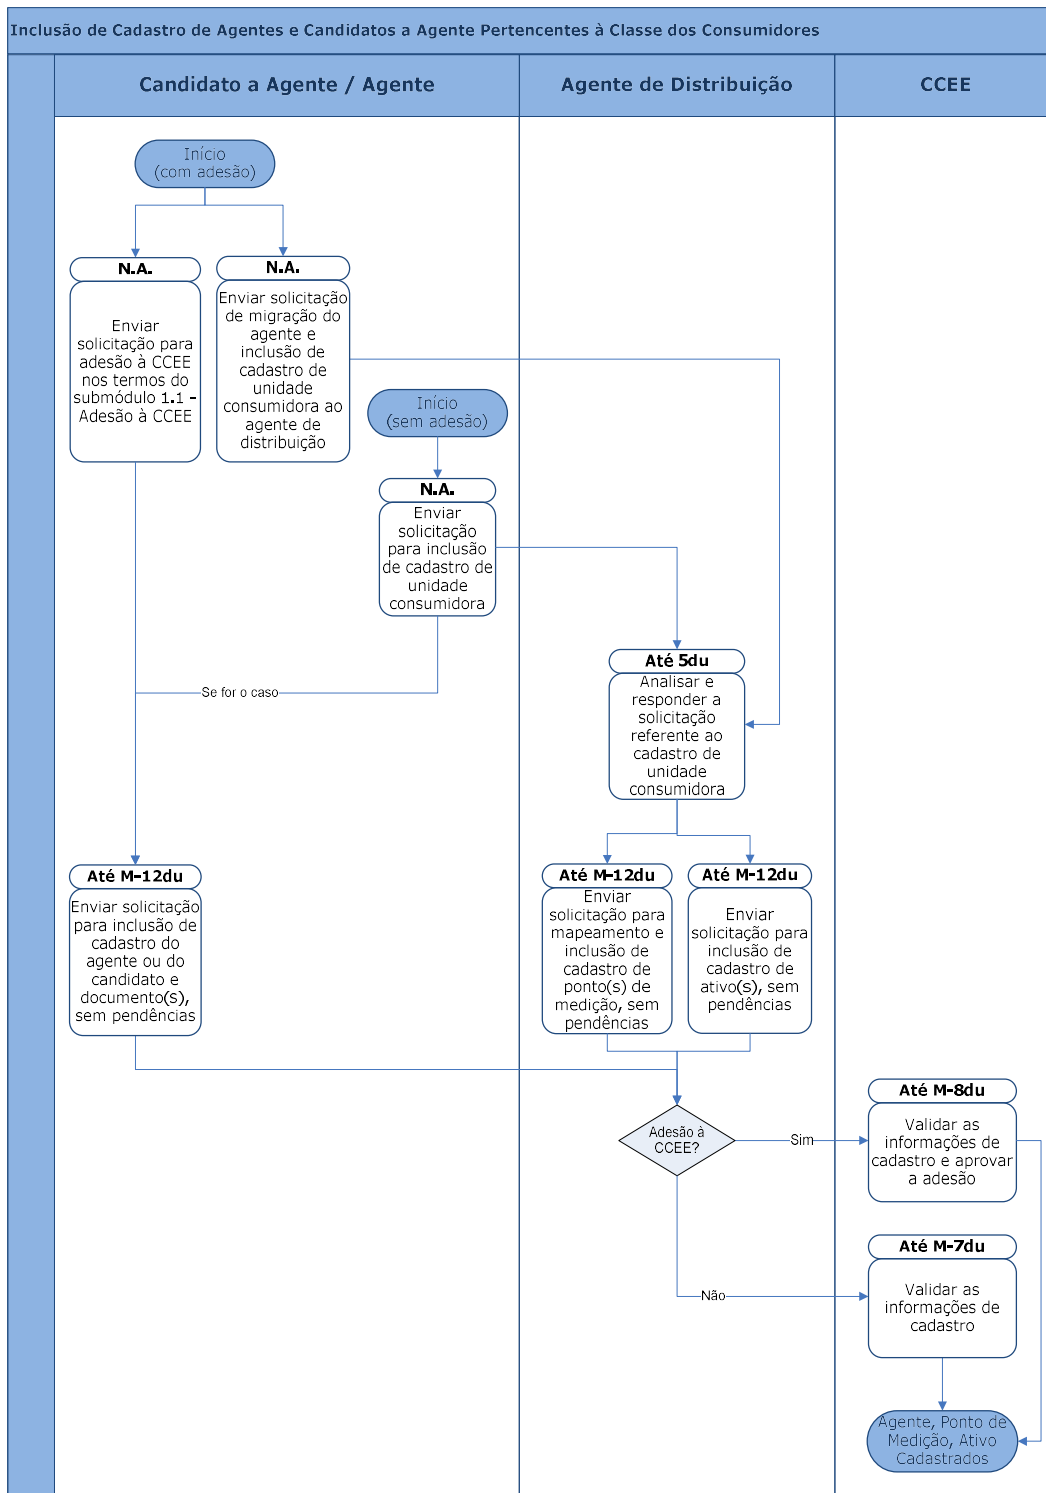 Inclusão de Cadastro de Agentes e Candidatos a Agente Pertencentes à Classe dos Consumidores
Candidato a Agente / Agente
Agente de Distribuição
CCEE
Início
(com adesão)
N.A.
Enviar
solicitação para
adesão à CCEE
nos termos do
submódulo 1.1 -
Adesão à CCEE
N.A.
Enviar solicitação
de migração do
agente e
inclusão de
cadastro de
unidade
consumidora ao
agente de
distribuição
Início
(sem adesão)
N.A.
Enviar
solicitação
para inclusão
de cadastro de
unidade
consumidora
Se for o caso
Até 5du
Analisar e
responder a
solicitação
referente ao
cadastro de
unidade
consumidora
Até M-12du
Enviar solicitação
para inclusão de
cadastro do
agente ou do
candidato e
documento(s),
sem pendências
Até M-12du
Enviar
solicitação para
mapeamento e
inclusão de
cadastro de
ponto(s) de
medição, sem
pendências
Até M-12du
Enviar
solicitação para
inclusão de
cadastro de
ativo(s), sem
pendências
Adesão à
CCEE?
Sim
Até M-8du
Validar as
informações de
cadastro e aprovar
a adesão
Não
Até M-7du
Validar as
informações de
cadastro
Agente, Ponto de
Medição, Ativo
Cadastrados